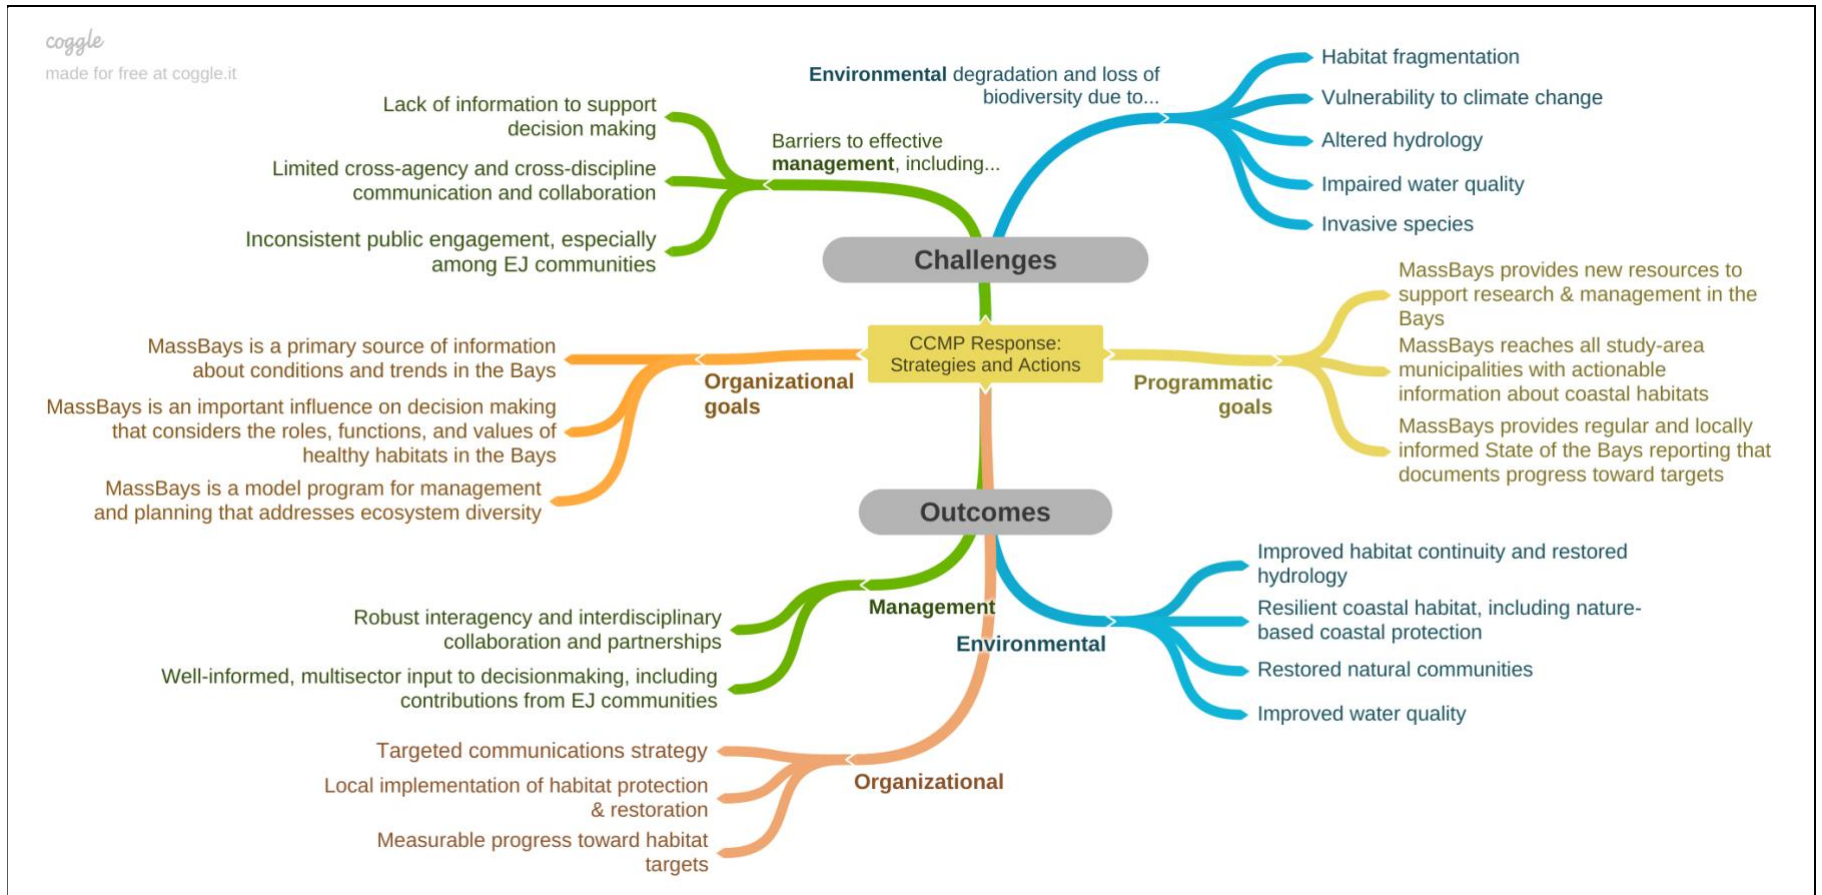 coggle
made for free at coggle.it
Environmental degradation and loss of
biodiversity due to...
Habitat fragmentation
Vulnerability to climate change
Altered hydrology
Impaired water quality
Invasive species
Barriers to effective
management, including...
Lack of information to support
decision making
Limited cross-agency and cross-discipline
communication and collaboration
Inconsistent public engagement, especially
among EJ communities
Challenges
CCMP Response:
Strategies and Actions
Organizational
goals
MassBays is a primary source of information
about conditions and trends in the Bays
MassBays is an important influence on decision making
that considers the roles, functions, and values of
healthy habitats in the Bays
MassBays is a model program for management
and planning that addresses ecosystem diversity
Programmatic
goals
MassBays provides new resources to
support research & management in the
Bays
MassBays reaches all study-area
municipalities with actionable
information about coastal habitats
MassBays provides regular and locally
informed State of the Bays reporting that
documents progress toward targets
Outcomes
Management
Robust interagency and interdisciplinary
collaboration and partnerships
Well-informed, multisector input to decisionmaking, including
contributions from EJ communities
Environmental
Improved habitat continuity and restored
hydrology
Resilient coastal habitat, including nature-
based coastal protection
Restored natural communities
Improved water quality
Organizational
Targeted communications strategy
Local implementation of habitat protection
& restoration
Measurable progress toward habitat
targets